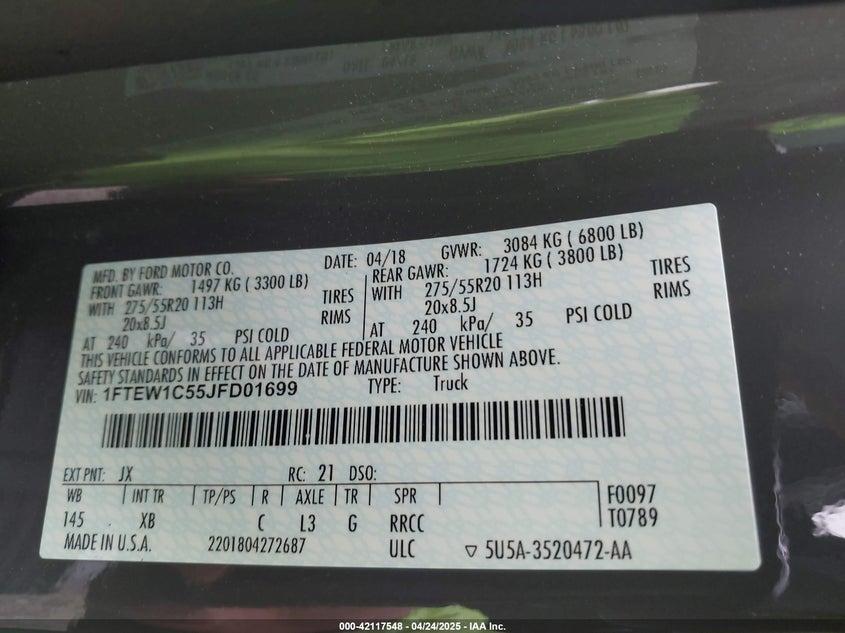 MFD. BY FORD MOTOR CO.
DATE: 04/18
GVWR: 3084 KG ( 6800 LB)
FRONT GAWR: 1497 KG ( 3300 LB)
REAR GAWR: 1724 KG ( 3800 LB)
WITH 275/55R20 113H TIRES
WITH 275/55R20 113H TIRES
20x8.5J RIMS
20x8.5J RIMS
AT 240 kPa/ 35 PSI COLD
AT 240 kPa/ 35 PSI COLD
THIS VEHICLE CONFORMS TO ALL APPLICABLE FEDERAL MOTOR VEHICLE
SAFETY STANDARDS IN EFFECT ON THE DATE OF MANUFACTURE SHOWN ABOVE.
VIN: 1FTEW1C55JFD01699
TYPE: Truck
EXT PNT: JX RC: 21 DSO:
WB INT TR TP/PS R AXLE TR SPR F0097
145 XB C L3 G RRCC T0789
MADE IN U.S.A. 2201804272687 ULC ▽ 5U5A-3520472-AA
000-42117548 - 04/24/2025 - IAA Inc.